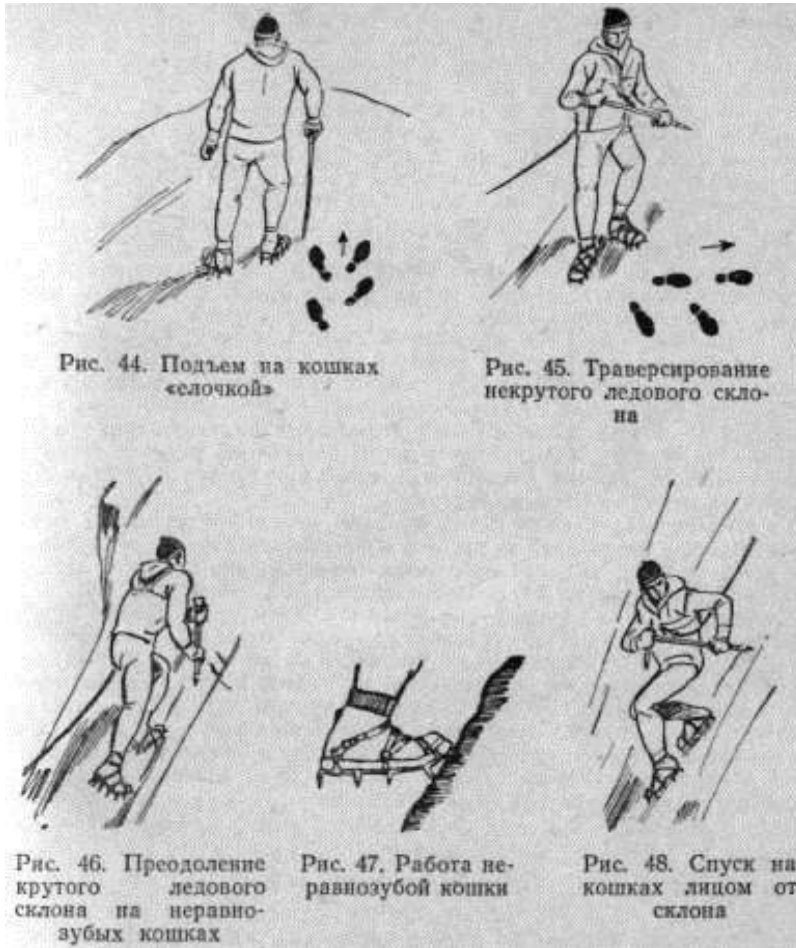 Рис. 44. Подъем на кошках
«елочкой»
Рис. 45. Траверсирование
некрутого ледового скло-
на
Рис. 46. Преодоление
крутого ледового
склона на неравно-
зубых кошках
Рис. 47. Работа не-
равнозубой кошки
Рис. 48. Спуск на
кошках лицом от
склона